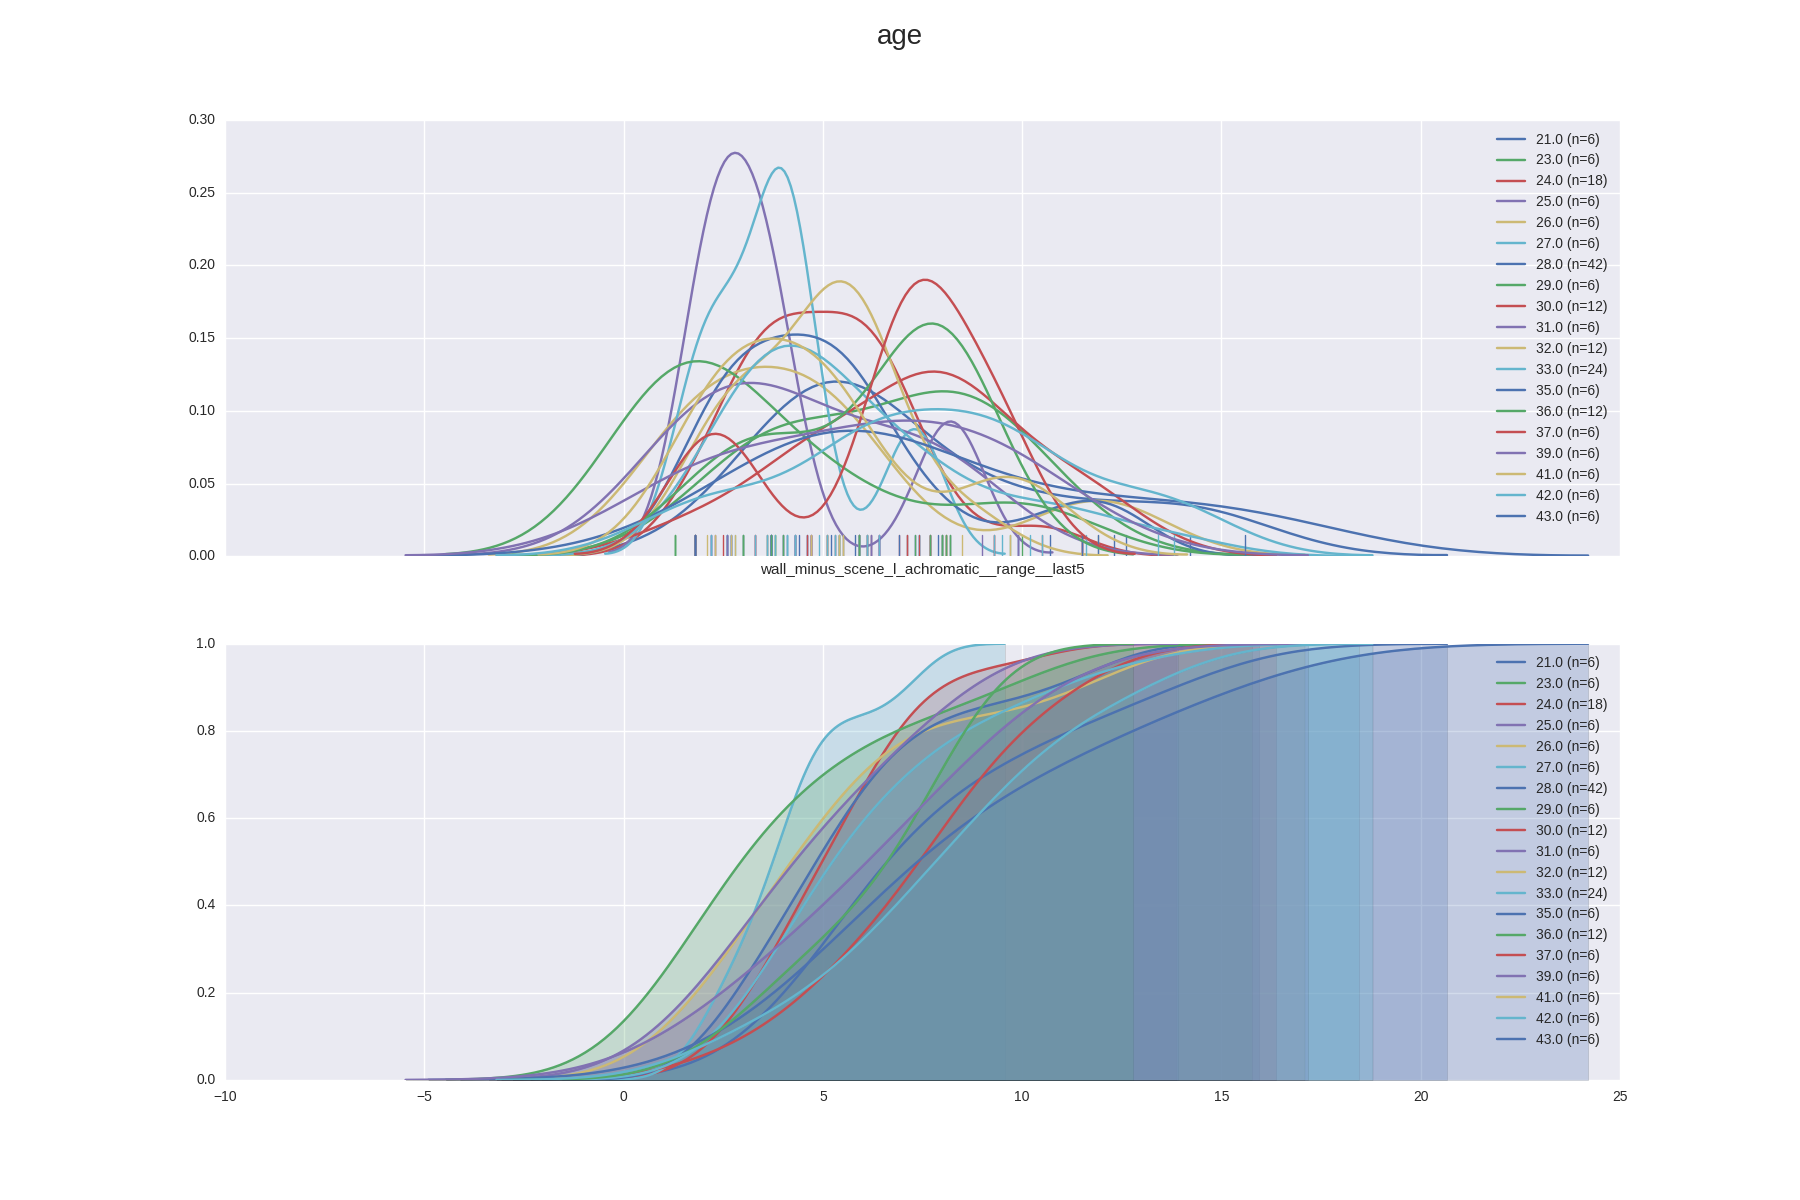 age
0.30
0.25
0.20
0.15
0.10
0.05
0.00
21.0 (n=6)
23.0 (n=6)
24.0 (n=18)
25.0 (n=6)
26.0 (n=6)
27.0 (n=6)
28.0 (n=42)
29.0 (n=6)
30.0 (n=12)
31.0 (n=6)
32.0 (n=12)
33.0 (n=24)
35.0 (n=6)
36.0 (n=12)
37.0 (n=6)
39.0 (n=6)
41.0 (n=6)
42.0 (n=6)
43.0 (n=6)
wall_minus_scene_l_achromatic__range__last5
1.0
0.8
0.6
0.4
0.2
0.0
21.0 (n=6)
23.0 (n=6)
24.0 (n=18)
25.0 (n=6)
26.0 (n=6)
27.0 (n=6)
28.0 (n=42)
29.0 (n=6)
30.0 (n=12)
31.0 (n=6)
32.0 (n=12)
33.0 (n=24)
35.0 (n=6)
36.0 (n=12)
37.0 (n=6)
39.0 (n=6)
41.0 (n=6)
42.0 (n=6)
43.0 (n=6)
−10 −5 0 5 10 15 20 25